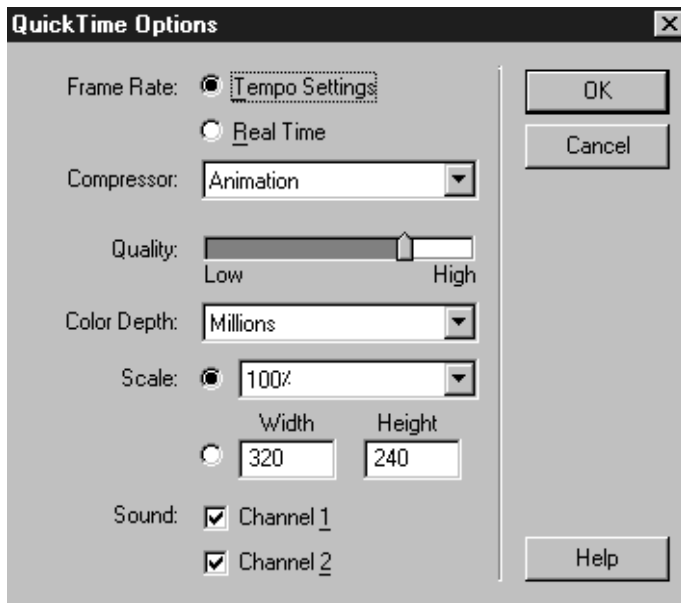 QuickTime Options
Frame Rate: Tempo Settings
Real Time
OK
Cancel
Compressor: Animation
Quality:
Low High
Color Depth: Millions
Scale: 100%
Width Height
320 240
Sound: Channel 1
Channel 2
Help